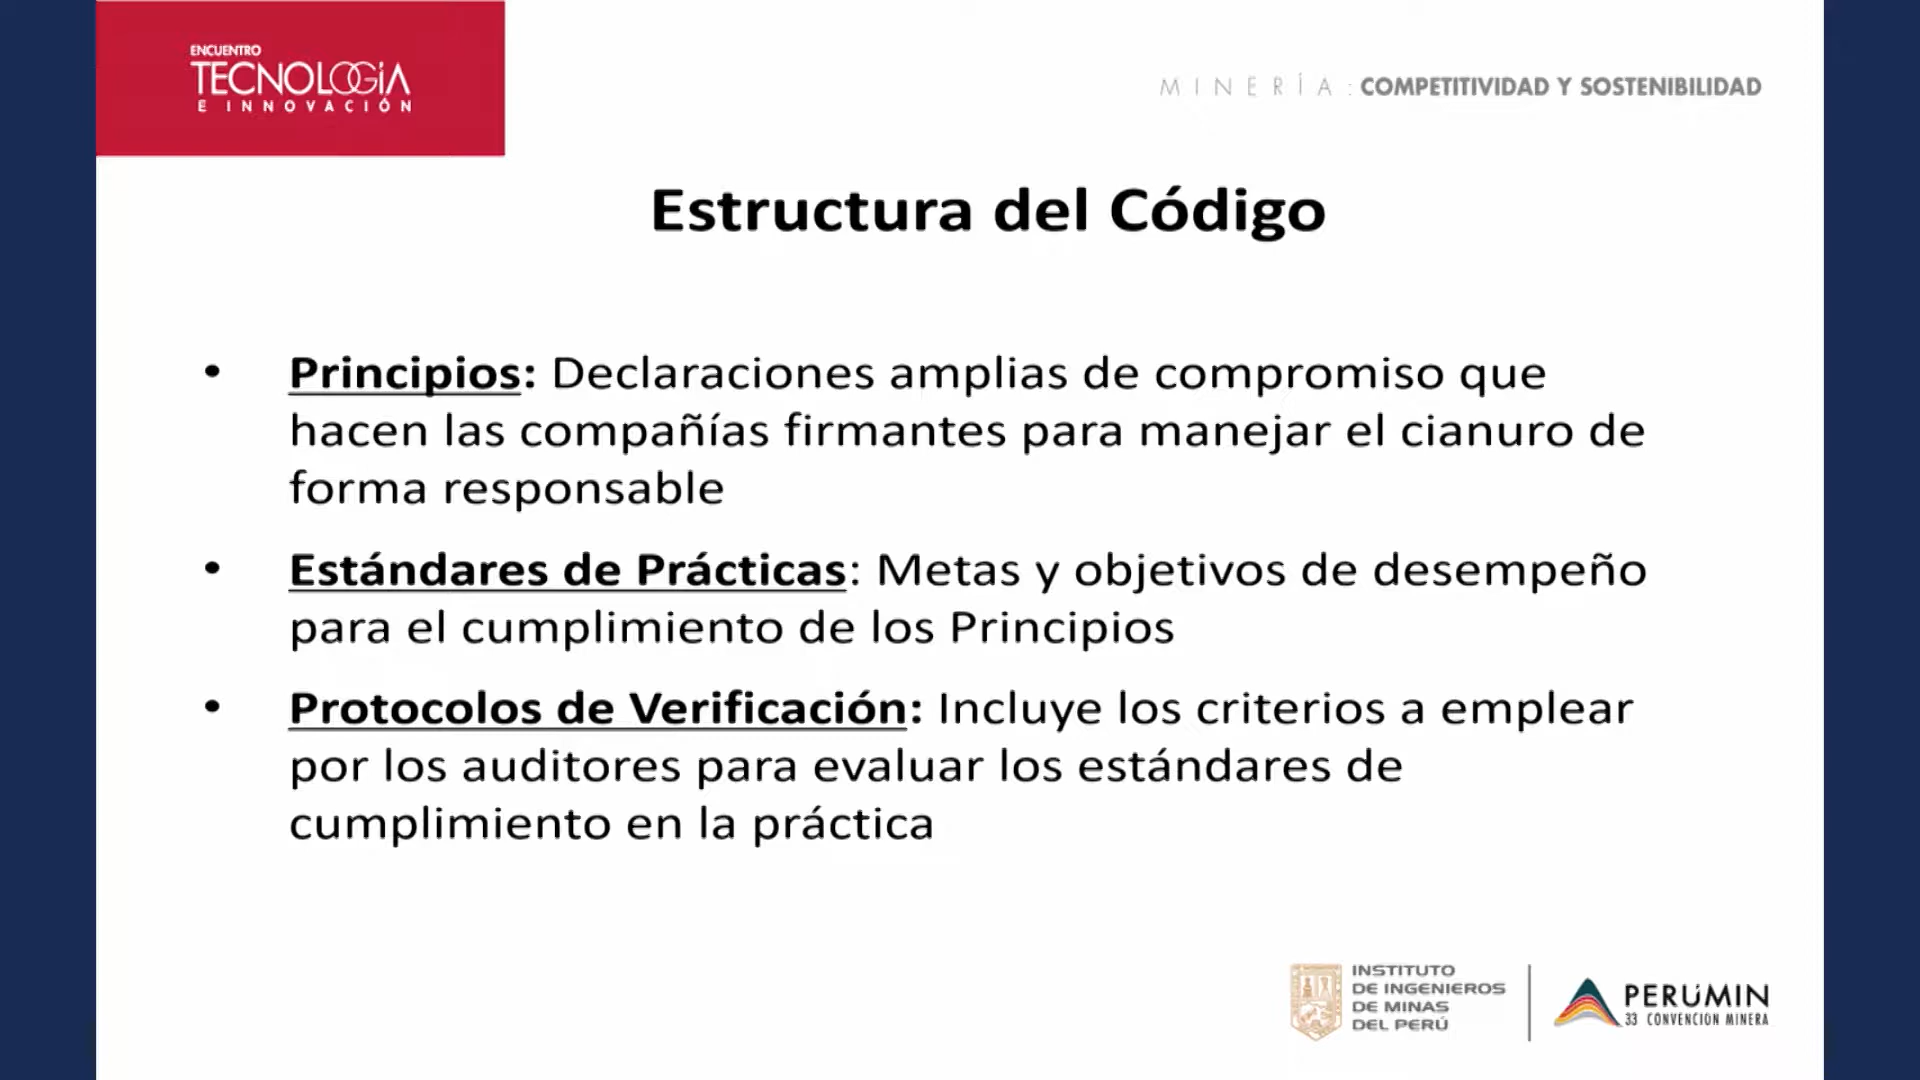 ENCUENTRO
TECNOLOGÍA
E INNOVACIÓN
MINERÍA: COMPETITIVIDAD Y SOSTENIBILIDAD
Estructura del Código
• Principios: Declaraciones amplias de compromiso que
hacen las compañías firmantes para manejar el cianuro de
forma responsable
• Estándares de Prácticas: Metas y objetivos de desempeño
para el cumplimiento de los Principios
• Protocolos de Verificación: Incluye los criterios a emplear
por los auditores para evaluar los estándares de
cumplimiento en la práctica
INSTITUTO
DE INGENIEROS
DE MINAS
DEL PERÚ
PERÚMIN
33 CONVENCIÓN MINERA